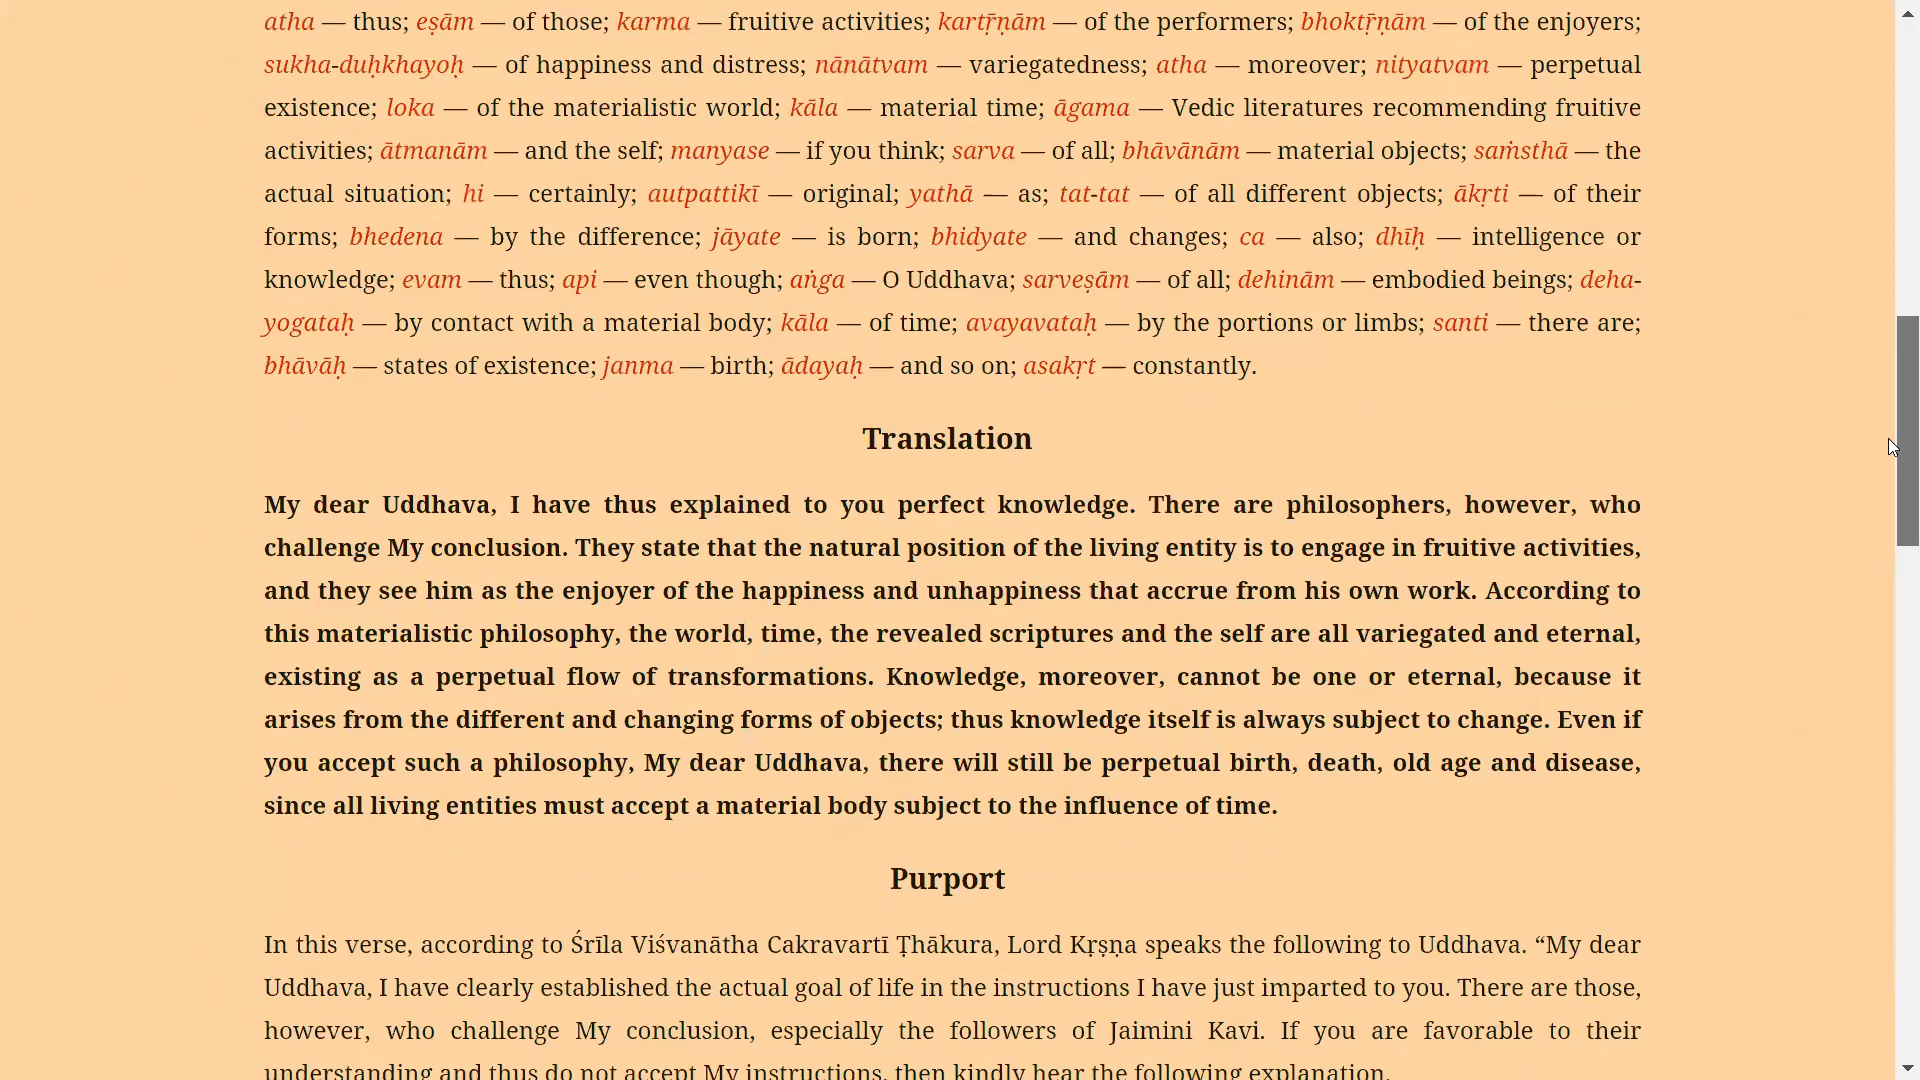 atha — thus; eṣām — of those; karma — fruitive activities; kartṝṇām — of the performers; bhoktṝṇām — of the enjoyers;
sukha-duḥkhayoḥ — of happiness and distress; nānātvam — variegatedness; atha — moreover; nityatvam — perpetual
existence; loka — of the materialistic world; kāla — material time; āgama — Vedic literatures recommending fruitive
activities; ātmanām — and the self; manyase — if you think; sarva — of all; bhāvānām — material objects; saṁsthā — the
actual situation; hi — certainly; autpattikī — original; yathā — as; tat-tat — of all different objects; ākṛti — of their
forms; bhedena — by the difference; jāyate — is born; bhidyate — and changes; ca — also; dhīḥ — intelligence or
knowledge; evam — thus; api — even though; aṅga — O Uddhava; sarveṣām — of all; dehinām — embodied beings; deha-
yogataḥ — by contact with a material body; kāla — of time; avayavataḥ — by the portions or limbs; santi — there are;
bhāvāḥ — states of existence; janma — birth; ādayaḥ — and so on; asakṛt — constantly.
Translation
My dear Uddhava, I have thus explained to you perfect knowledge. There are philosophers, however, who
challenge My conclusion. They state that the natural position of the living entity is to engage in fruitive activities,
and they see him as the enjoyer of the happiness and unhappiness that accrue from his own work. According to
this materialistic philosophy, the world, time, the revealed scriptures and the self are all variegated and eternal,
existing as a perpetual flow of transformations. Knowledge, moreover, cannot be one or eternal, because it
arises from the different and changing forms of objects; thus knowledge itself is always subject to change. Even if
you accept such a philosophy, My dear Uddhava, there will still be perpetual birth, death, old age and disease,
since all living entities must accept a material body subject to the influence of time.
Purport
In this verse, according to Śrīla Viśvanātha Cakravartī Ṭhākura, Lord Kṛṣṇa speaks the following to Uddhava. “My dear
Uddhava, I have clearly established the actual goal of life in the instructions I have just imparted to you. There are those,
however, who challenge My conclusion, especially the followers of Jaimini Kavi. If you are favorable to their
understanding and thus do not accept My instructions, then kindly hear the following explanation.